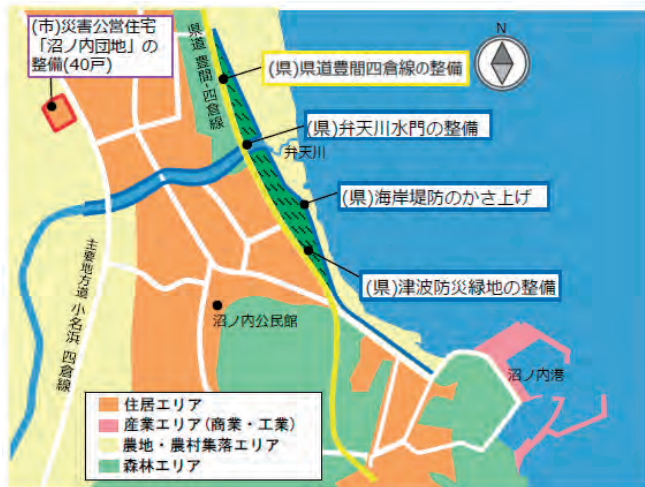 (市)災害公営住宅
「沼ノ内団地」の
整備(40戸)
県道 豊間・四倉線
(県)県道豊間四倉線の整備
N
(県)弁天川水門の整備
弁天川
(県)海岸堤防のかさ上げ
(県)津波防災緑地の整備
主要地方道 小名浜 四倉線
沼ノ内公民館
沼ノ内港
住居エリア
産業エリア(商業・工業)
農地・農村集落エリア
森林エリア